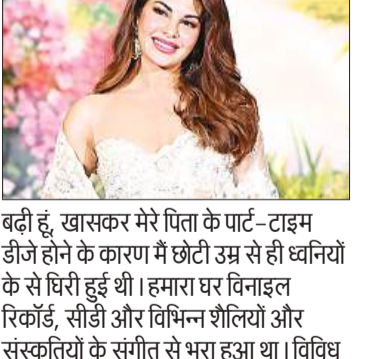 बढ़ी हूं, खासकर मेरे पिता के पार्ट-टाइम
डीजे होने के कारण मैं छोटी उम्र से ही ध्वनियों
के से घिरी हुई थी। हमारा घर विनाइल
रिकॉर्ड, सीडी और विभिन्न शैलियों और
संस्कृतियों के संगीत से भरा हुआ था। विविध